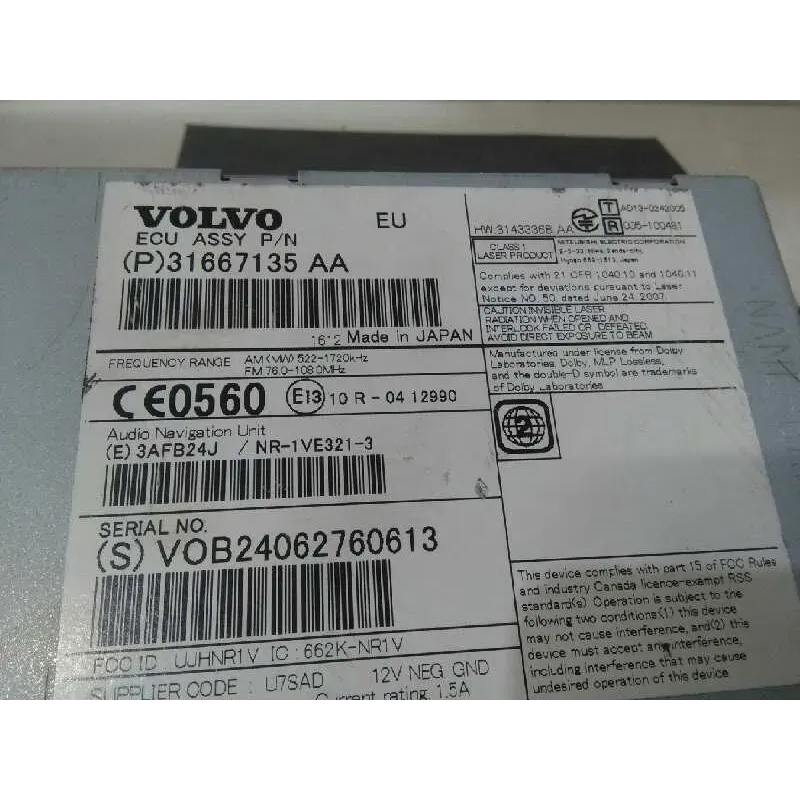 VOLVO
EU
ECU ASSY P/N
(P)31667135 AA
1612 Made in JAPAN
FREQUENCY RANGE
AM(MW) 522-1720kHz
FM 76.0-108.0MHz
CE0560 E13 10 R-04 12990
Audio Navigation Unit
(E) 3AFB24J / NR-1VE321-3
SERIAL NO.
(S) VOB24062760613
FCC ID : UJHNR1V IC : 662K-NR1V
SUPPLIER CODE : U7SAD
12V NEG GND
Current rating. 1.5A
HW.31433368 AA
T AD13-0242005
R 005-100481
CLASS 1
LASER PRODUCT
MITSUBISHI ELECTRIC CORPORATION
Japan
Complies with 21 CFR 1040.10 and 1040.11
except for deviations pursuant to Laser
Notice NO. 50, dated June 24, 2007.
CAUTION INVISIBLE LASER
RADIATION WHEN OPENED AND
INTERLOCK FAILED OR DEFEATED.
AVOID DIRECT EXPOSURE TO BEAM
Manufactured under license from Dolby
Laboratories. Dolby, MLP Lossless,
and the double-D symbol are trademarks
of Dolby Laboratories.
2
This device complies with part 15 of FCC Rules
and Industry Canada licence-exempt RSS
standard(s). Operation is subject to the
following two conditions:(1) this device
may not cause interference, and(2) this
device must accept any interference,
including interference that may cause
undesired operation of this device.